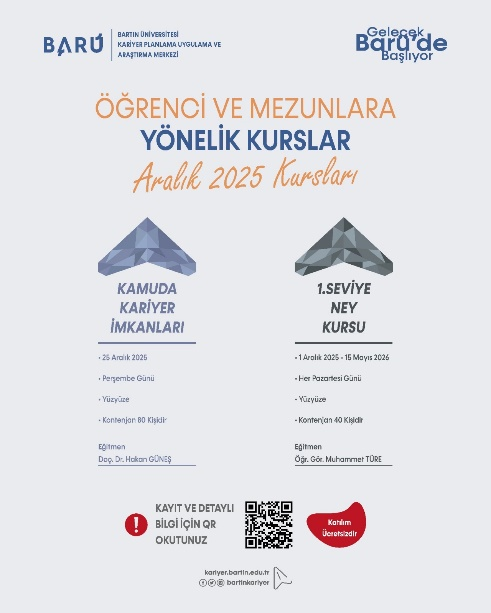 BARÜ
BARTIN ÜNİVERSİTESİ
KARİYER PLANLAMA UYGULAMA VE
ARAŞTIRMA MERKEZİ
Gelecek
Barü'de
Başlıyor
ÖĞRENCİ VE MEZUNLARA
YÖNELİK KURSLAR
Aralık 2025 Kursları
KAMUDA
KARİYER
İMKANLARI
• 25 Aralık 2025
• Perşembe Günü
• Yüzyüze
• Kontenjan 80 Kişidir
Eğitmen
Doç. Dr. Hakan GÜNEŞ
1.SEVİYE
NEY
KURSU
• 1 Aralık 2025 - 15 Mayıs 2026
• Her Pazartesi Günü
• Yüzyüze
• Kontenjan 40 Kişidir
Eğitmen
Öğr. Gör. Muhammet TÜRE
!
KAYIT VE DETAYLI
BİLGİ İÇİN QR
OKUTUNUZ
Katılım
Ücretsizdir
kariyer.bartin.edu.tr
bartinkariyer